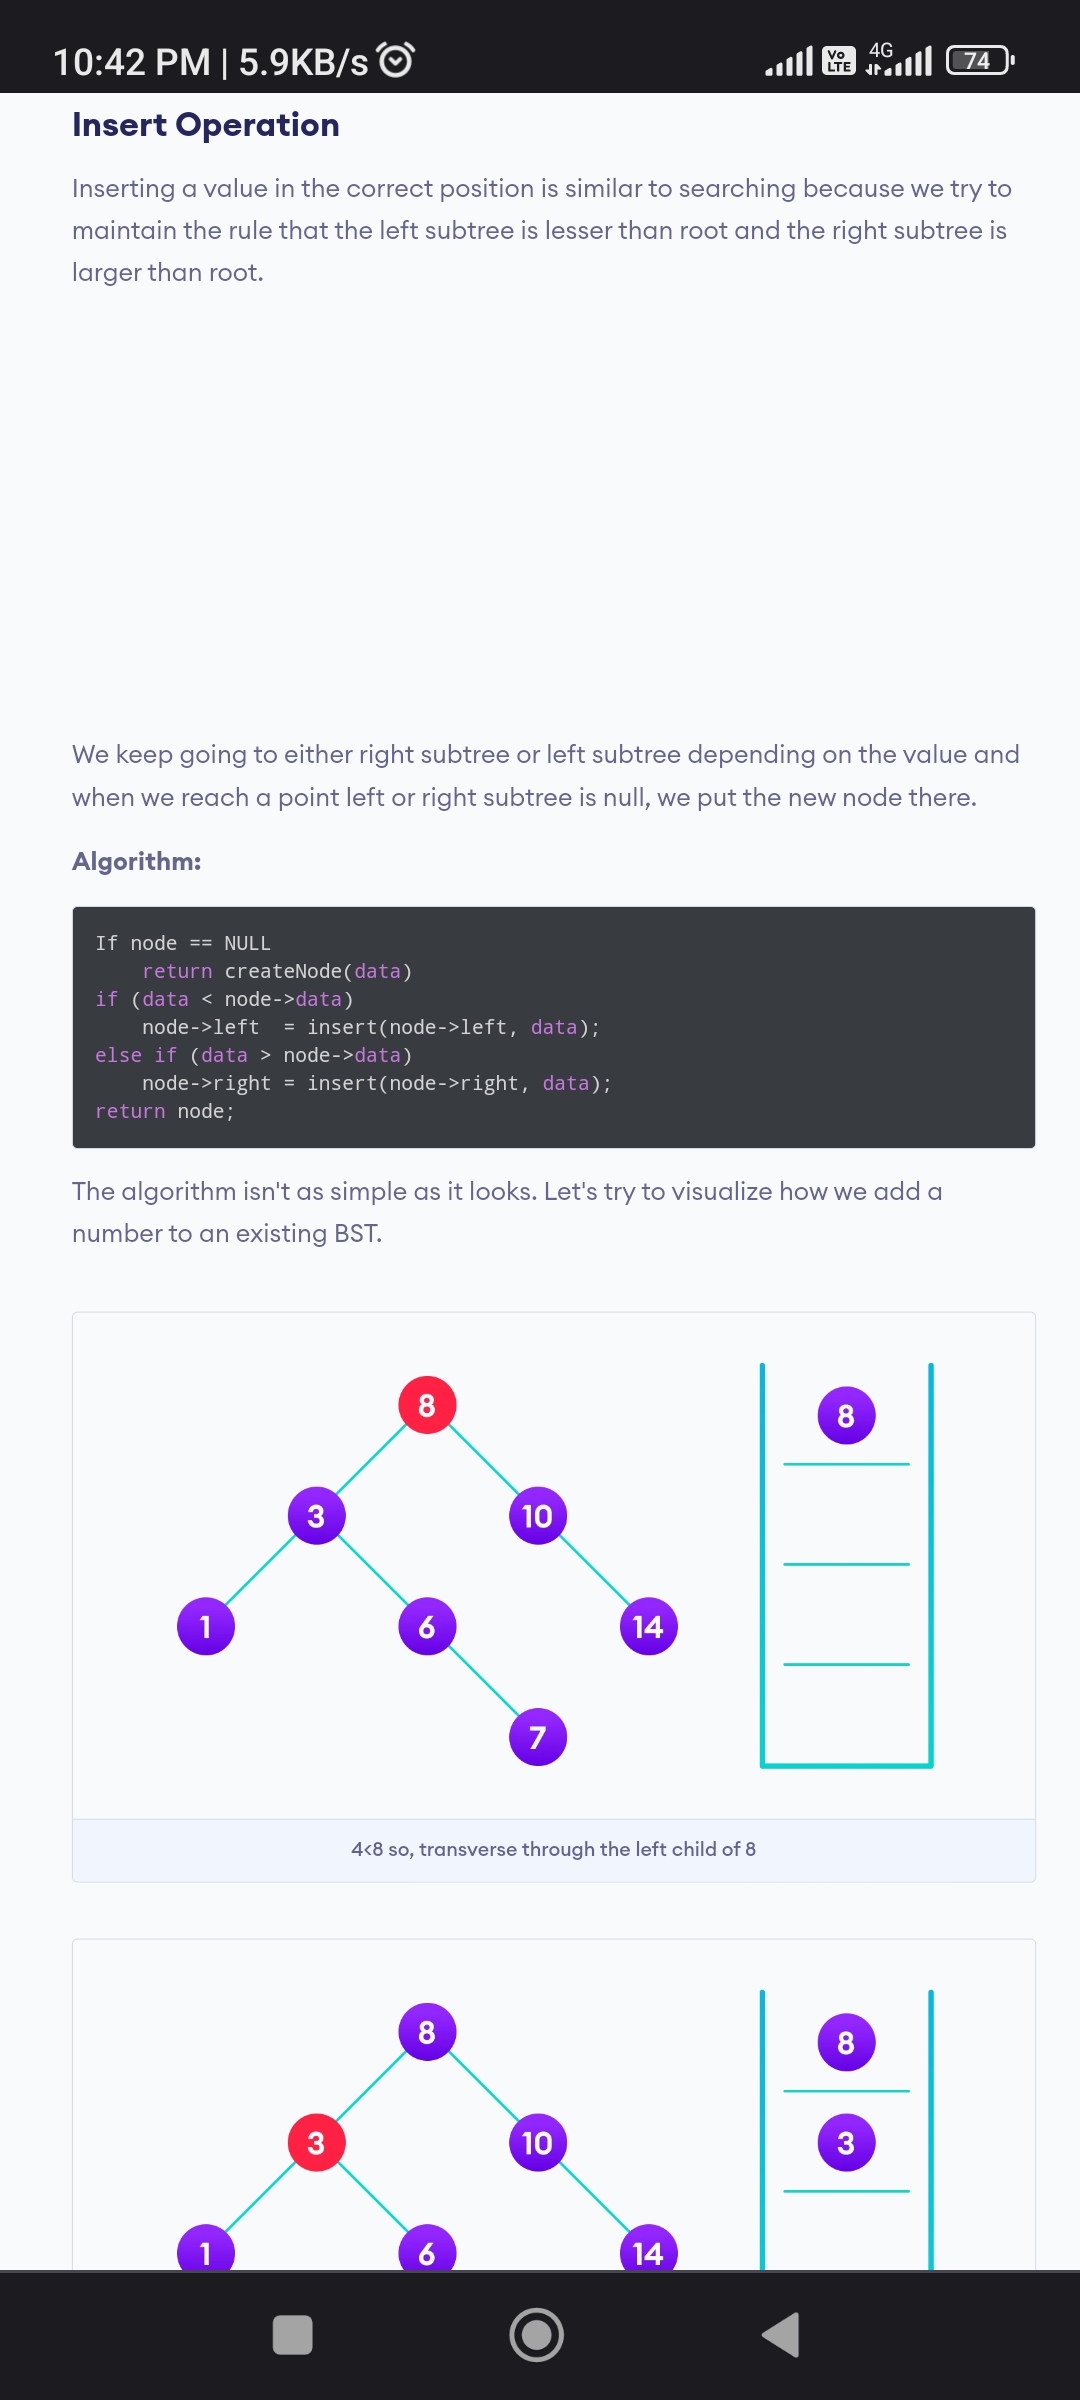 10:42 PM | 5.9KB/s
Vo LTE 4G 74
Insert Operation
Inserting a value in the correct position is similar to searching because we try to
maintain the rule that the left subtree is lesser than root and the right subtree is
larger than root.
We keep going to either right subtree or left subtree depending on the value and
when we reach a point left or right subtree is null, we put the new node there.
Algorithm:
If node == NULL
    return createNode(data)
if (data < node->data)
    node->left  = insert(node->left, data);
else if (data > node->data)
    node->right = insert(node->right, data);
return node;
The algorithm isn't as simple as it looks. Let's try to visualize how we add a
number to an existing BST.
8
8
3
10
1
6
14
7
4<8 so, transverse through the left child of 8
8
8
3
10
3
1
6
14